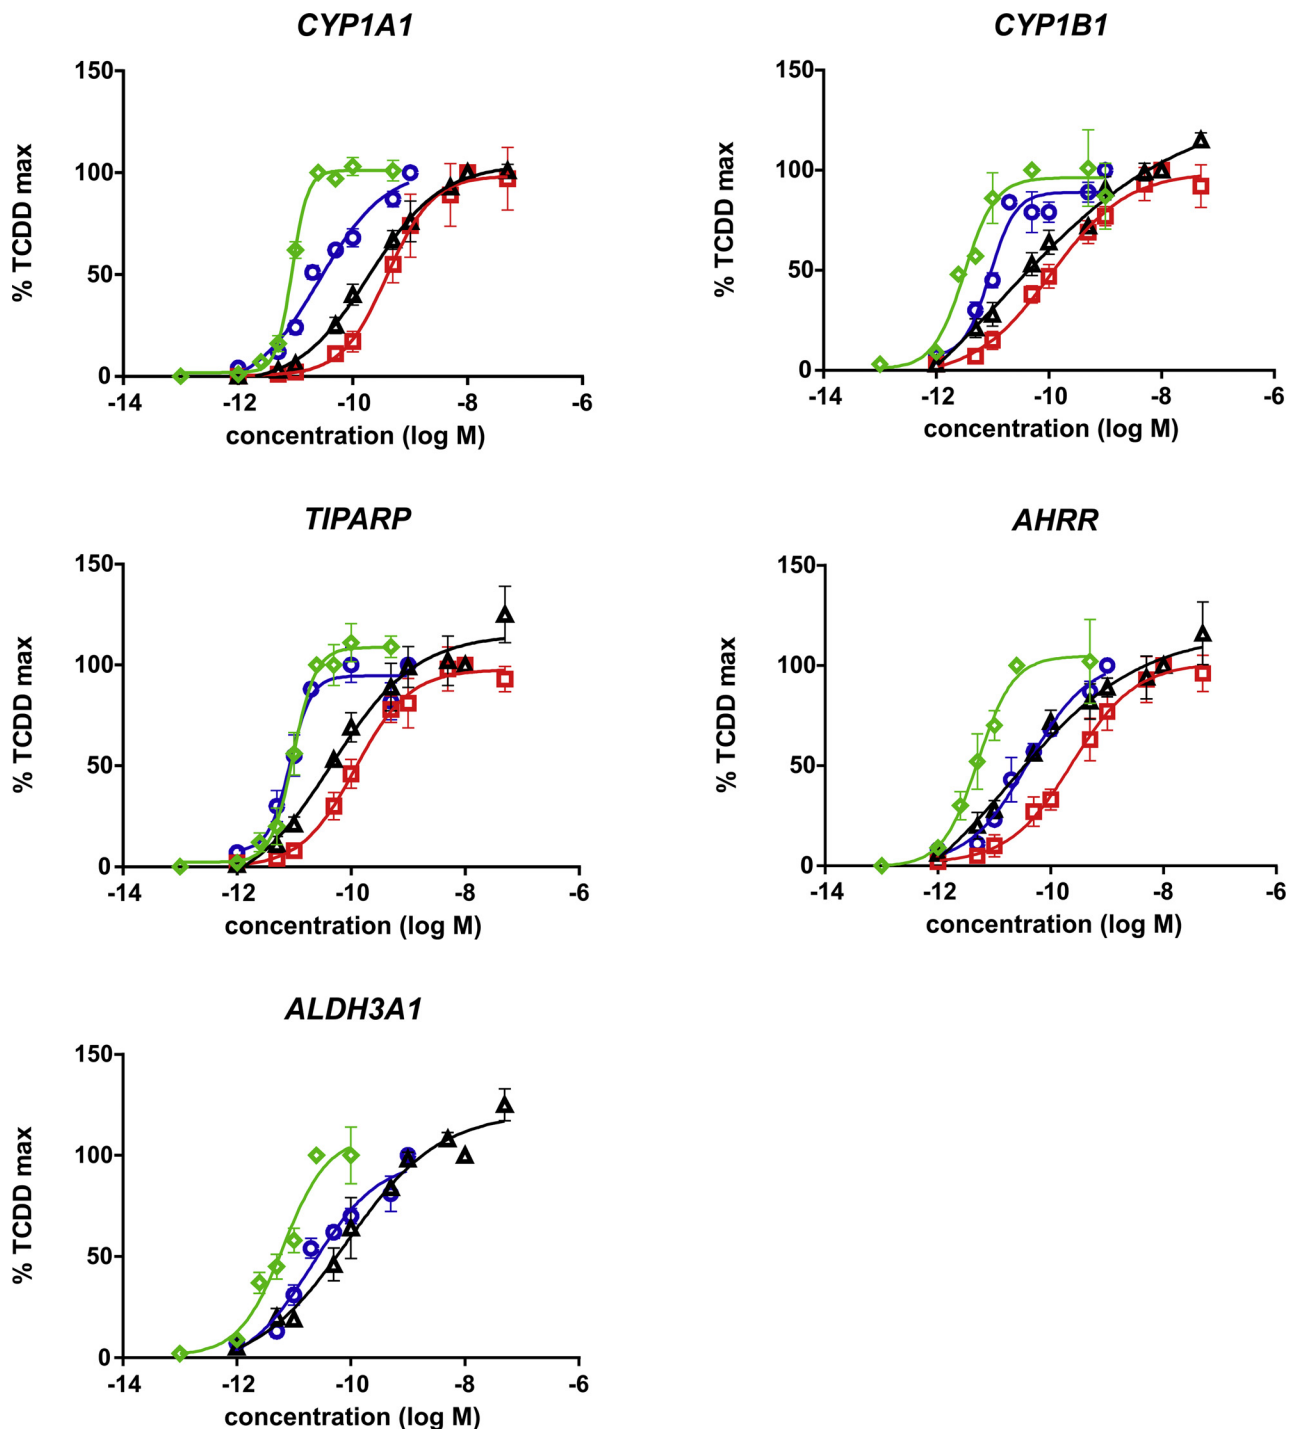 CYP1A1
150
100
50
0
% TCDD max
-14 -12 -10 -8 -6
concentration (log M)
CYP1B1
150
100
50
0
% TCDD max
-14 -12 -10 -8 -6
concentration (log M)
TIPARP
150
100
50
0
% TCDD max
-14 -12 -10 -8 -6
concentration (log M)
AHRR
150
100
50
0
% TCDD max
-14 -12 -10 -8 -6
concentration (log M)
ALDH3A1
150
100
50
0
% TCDD max
-14 -12 -10 -8 -6
concentration (log M)